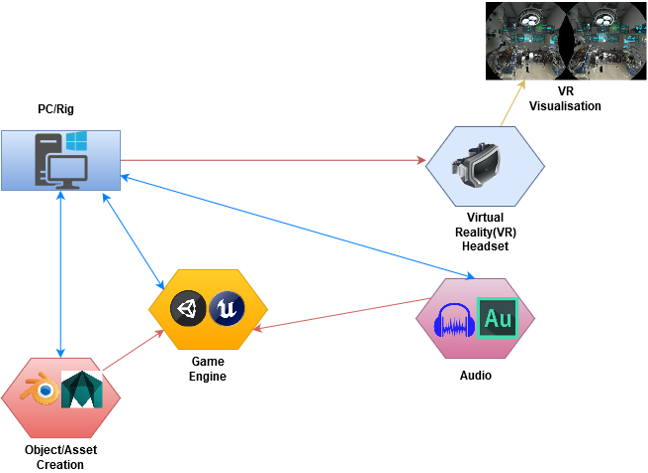 VR
Visualisation
PC/Rig
Virtual
Reality(VR)
Headset
Game
Engine
Au
Audio
Object/Asset
Creation